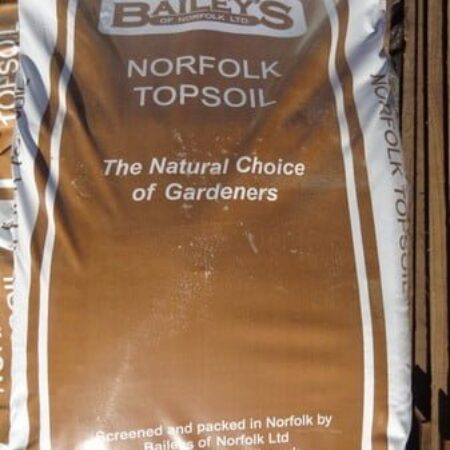 BAILEY'S
OF NORFOLK LTD.
NORFOLK
TOPSOIL
The Natural Choice
of Gardeners
Screened and packed in Norfolk by
Baileys of Norfolk Ltd
NORFOLK TOPSOIL